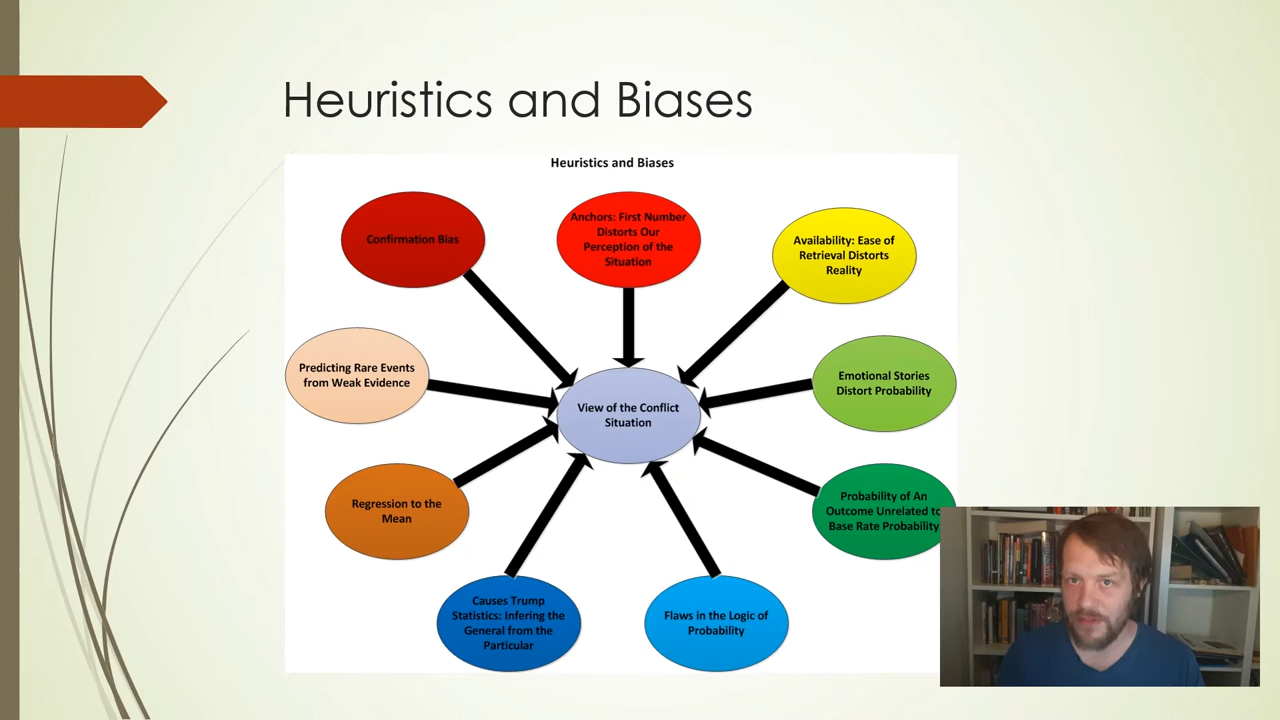 Heuristics and Biases
Heuristics and Biases
Confirmation Bias
Anchors: First Number
Distorts Our
Perception of the
Situation
Availability: Ease of
Retrieval Distorts
Reality
Predicting Rare Events
from Weak Evidence
Emotional Stories
Distort Probability
View of the Conflict
Situation
Regression to the
Mean
Probability of An
Outcome Unrelated to
Base Rate Probability
Causes Trump
Statistics: Infering the
General from the
Particular
Flaws in the Logic of
Probability